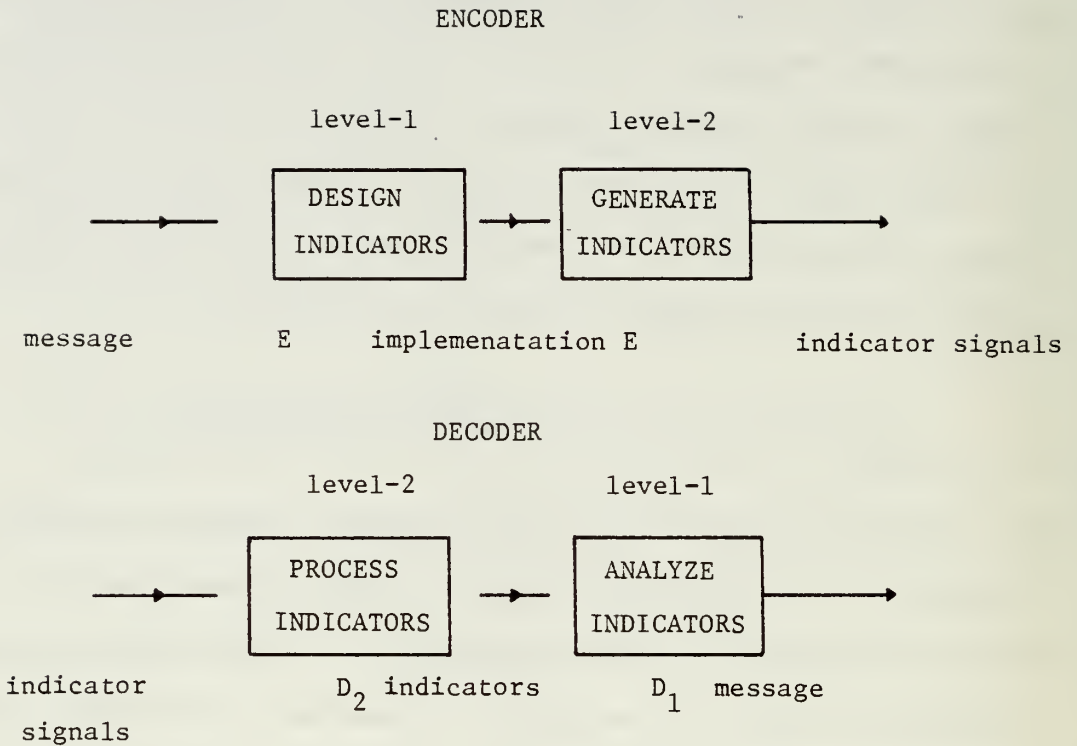 ENCODER
level-1 level-2
DESIGN GENERATE
INDICATORS INDICATORS
message E implemenatation E indicator signals
DECODER
level-2 level-1
PROCESS ANALYZE
INDICATORS INDICATORS
indicator D2 indicators D1 message
signals